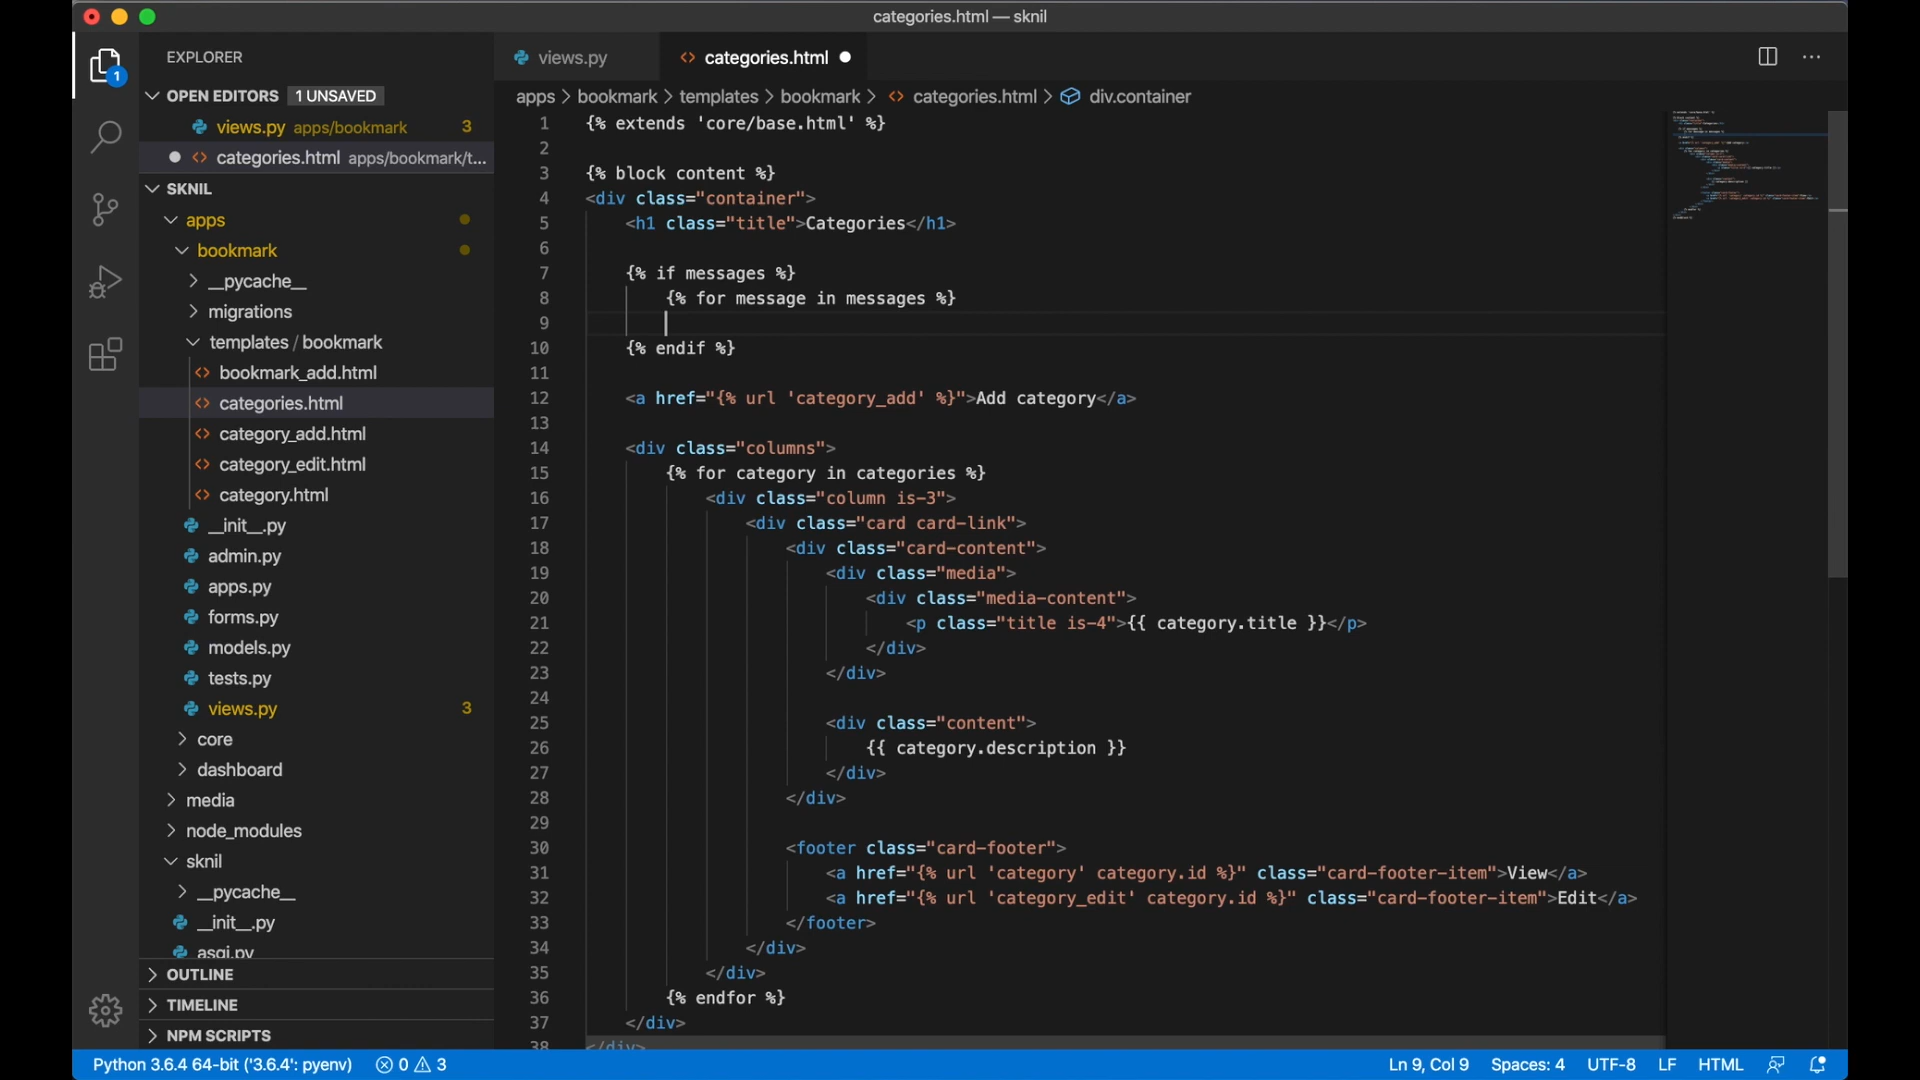 categories.html — sknil
EXPLORER
OPEN EDITORS 1 UNSAVED
views.py apps/bookmark 3
categories.html apps/bookmark/t...
SKNIL
apps
bookmark
__pycache__
migrations
templates / bookmark
bookmark_add.html
categories.html
category_add.html
category_edit.html
category.html
__init__.py
admin.py
apps.py
forms.py
models.py
tests.py
views.py 3
core
dashboard
media
node_modules
sknil
__pycache__
__init__.py
asgi.py
OUTLINE
TIMELINE
NPM SCRIPTS
1
views.py
categories.html
apps > bookmark > templates > bookmark > categories.html > div.container
1 {% extends 'core/base.html' %}
2
3 {% block content %}
4 <div class="container">
5 <h1 class="title">Categories</h1>
6
7 {% if messages %}
8 {% for message in messages %}
9
10 {% endif %}
11
12 <a href="{% url 'category_add' %}">Add category</a>
13
14 <div class="columns">
15 {% for category in categories %}
16 <div class="column is-3">
17 <div class="card card-link">
18 <div class="card-content">
19 <div class="media">
20 <div class="media-content">
21 <p class="title is-4">{{ category.title }}</p>
22 </div>
23 </div>
24
25 <div class="content">
26 {{ category.description }}
27 </div>
28 </div>
29
30 <footer class="card-footer">
31 <a href="{% url 'category' category.id %}" class="card-footer-item">View</a>
32 <a href="{% url 'category_edit' category.id %}" class="card-footer-item">Edit</a>
33 </footer>
34 </div>
35 </div>
36 {% endfor %}
37 </div>
38 </div>
Python 3.6.4 64-bit ('3.6.4': pyenv) 0 3
Ln 9, Col 9 Spaces: 4 UTF-8 LF HTML